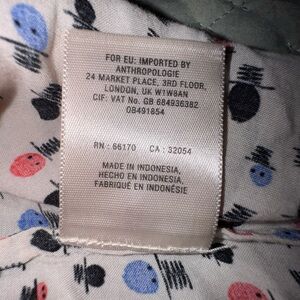 FOR EU: IMPORTED BY
ANTHROPOLOGIE
24 MARKET PLACE, 3RD FLOOR,
LONDON, UK W1W8AN
CIF: VAT No. GB 684936382
08491854
RN : 66170 CA : 32054
MADE IN INDONESIA,
HECHO EN INDONESIA,
FABRIQUÉ EN INDONÉSIE